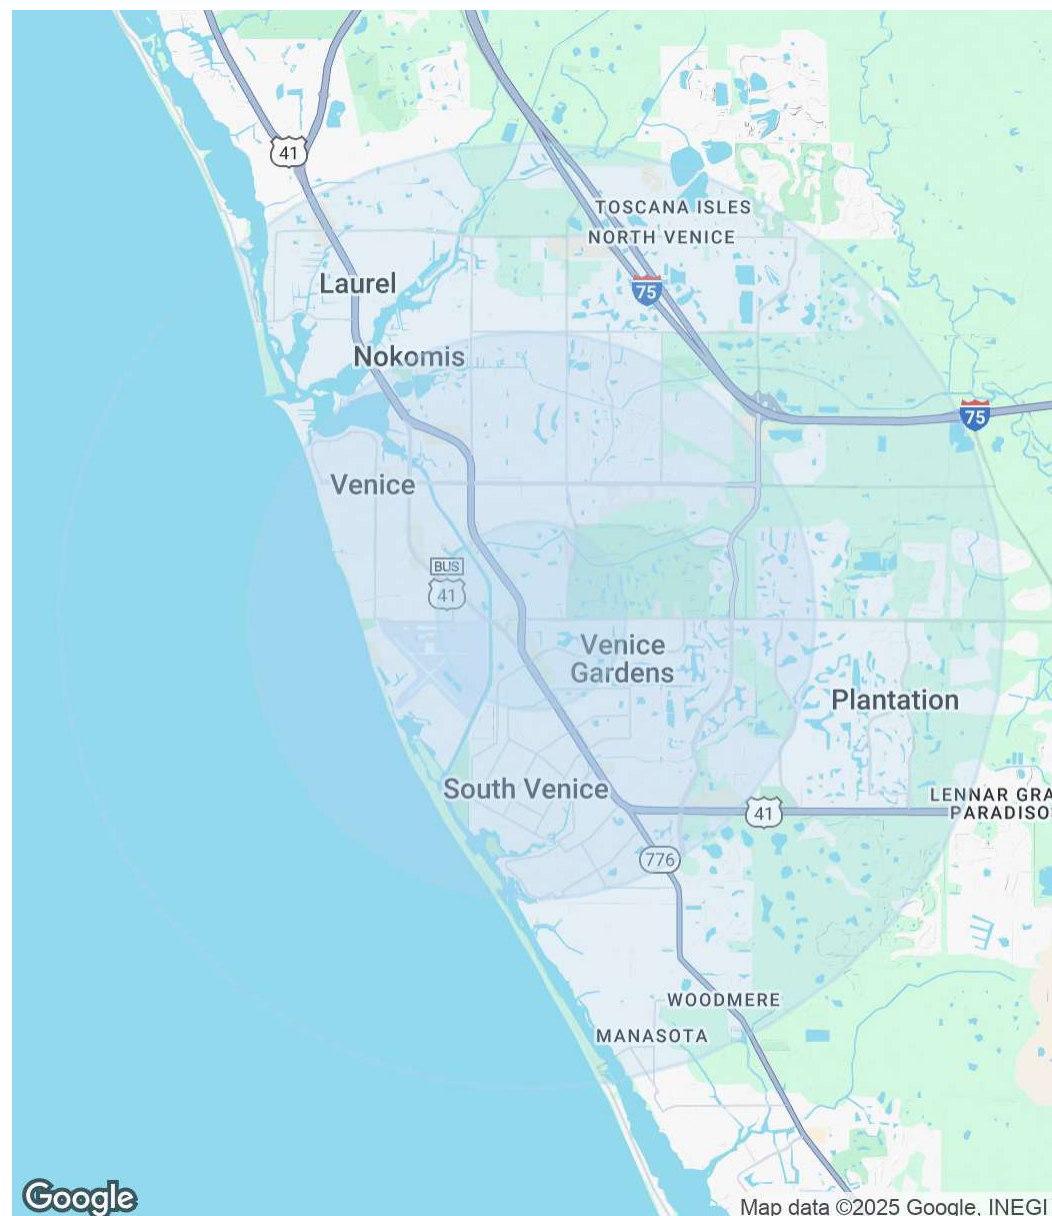 41
TOSCANA ISLES
NORTH VENICE
Laurel
75
Nokomis
75
Venice
BUS
41
Venice
Gardens
Plantation
South Venice
LENNAR GRA
PARADISO
41
776
WOODMERE
MANASOTA
Google
Map data ©2025 Google, INEGI